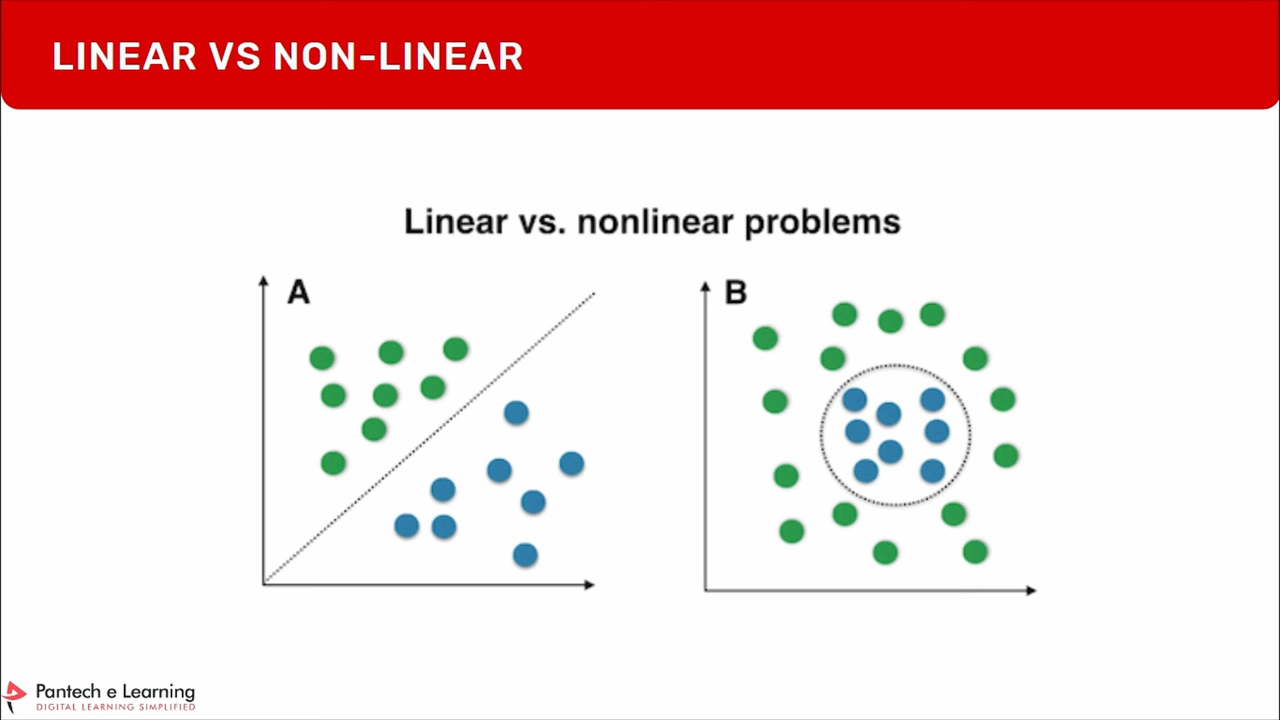 LINEAR VS NON-LINEAR
Linear vs. nonlinear problems
A
B
Pantech e Learning
DIGITAL LEARNING SIMPLIFIED